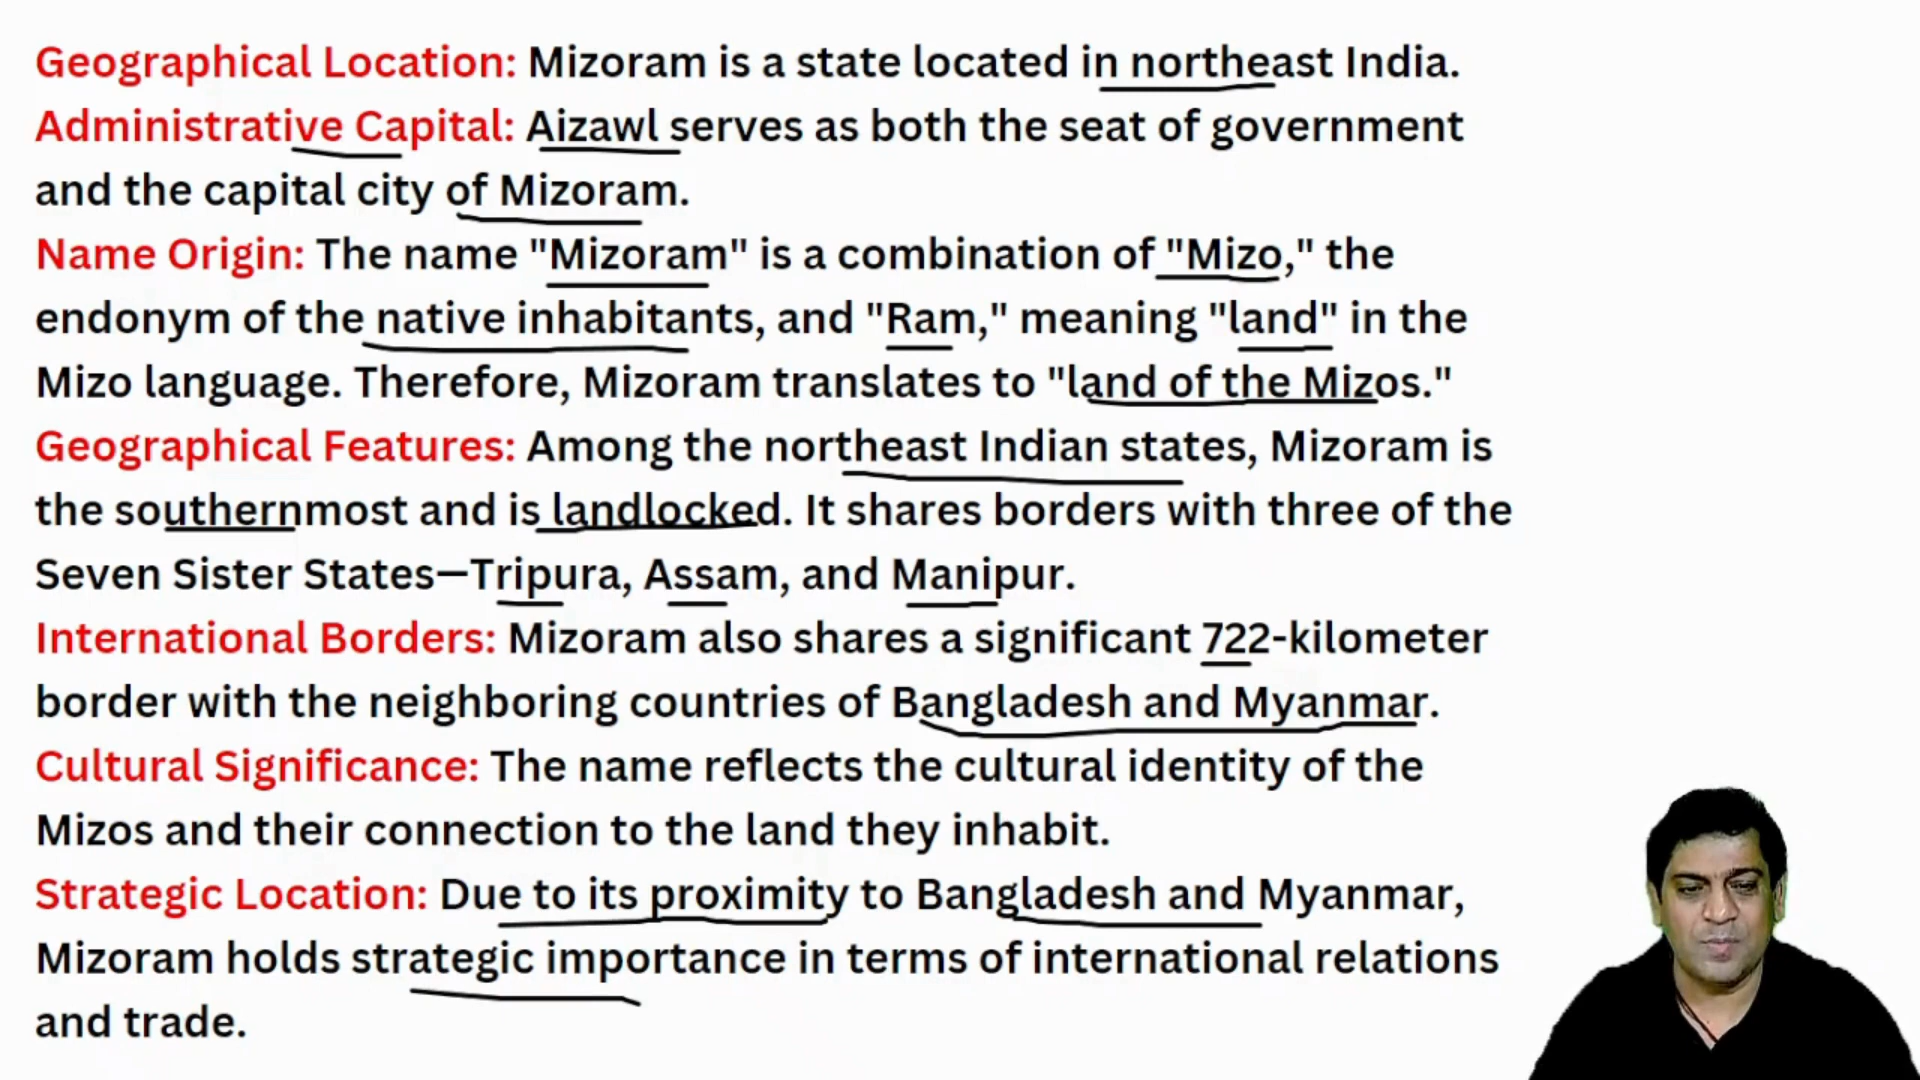 Geographical Location: Mizoram is a state located in northeast India.
Administrative Capital: Aizawl serves as both the seat of government
and the capital city of Mizoram.
Name Origin: The name "Mizoram" is a combination of "Mizo," the
endonym of the native inhabitants, and "Ram," meaning "land" in the
Mizo language. Therefore, Mizoram translates to "land of the Mizos."
Geographical Features: Among the northeast Indian states, Mizoram is
the southernmost and is landlocked. It shares borders with three of the
Seven Sister States—Tripura, Assam, and Manipur.
International Borders: Mizoram also shares a significant 722-kilometer
border with the neighboring countries of Bangladesh and Myanmar.
Cultural Significance: The name reflects the cultural identity of the
Mizos and their connection to the land they inhabit.
Strategic Location: Due to its proximity to Bangladesh and Myanmar,
Mizoram holds strategic importance in terms of international relations
and trade.